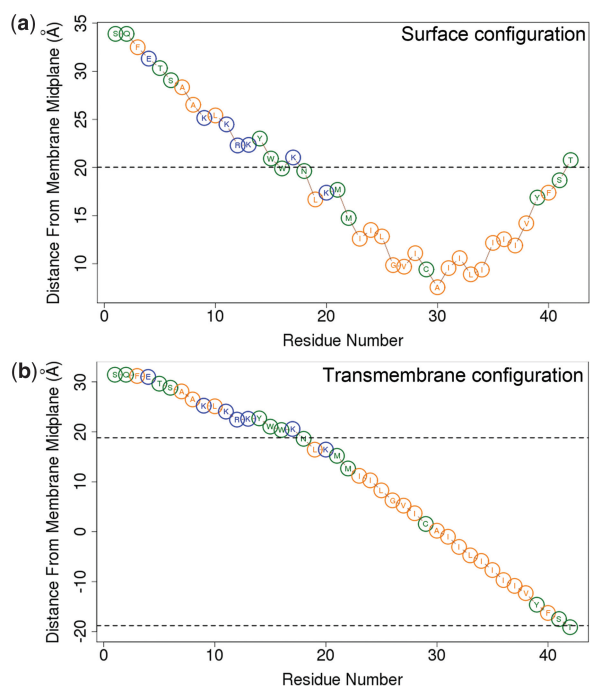 (a)
Surface configuration
Distance From Membrane Midplane (Å)
35
30
25
20
15
10
S Q F E T S A A K L K R K Y W W K N L K M M I I L G V I C A I I L I I I I V Y F S T
0 10 20 30 40
Residue Number
(b)
Transmembrane configuration
Distance From Membrane Midplane (Å)
30
20
10
0
-10
-20
S Q F E T S A A K L K R K Y W W K N L K M M I I L G V I C A I I L I I I I V Y F S T
0 10 20 30 40
Residue Number